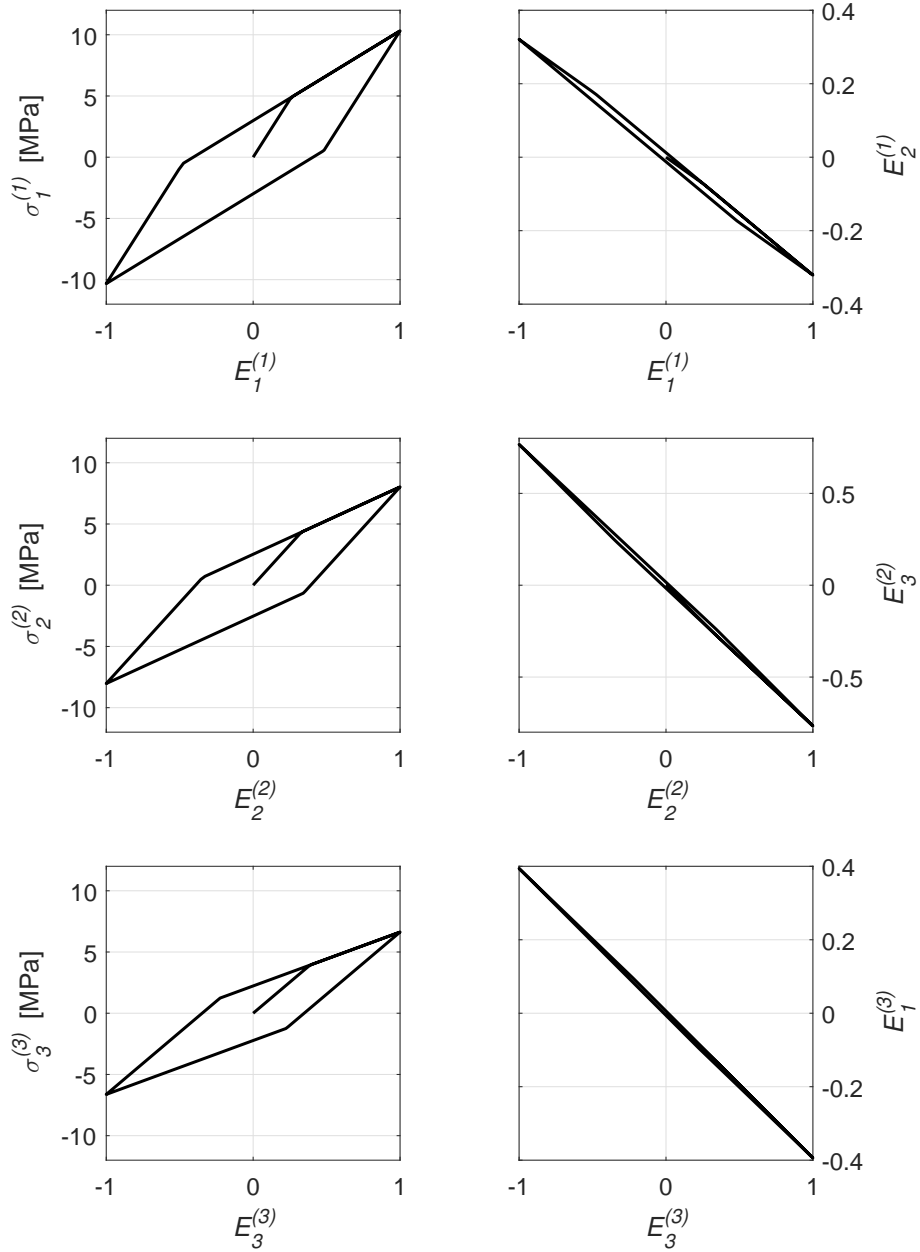 10
5
0
-5
-10
σ₁⁽¹⁾ [MPa]
-1 0 1
E₁⁽¹⁾
0.4
0.2
0
-0.2
-0.4
E₂⁽¹⁾
-1 0 1
E₁⁽¹⁾
10
5
0
-5
-10
σ₂⁽²⁾ [MPa]
-1 0 1
E₂⁽²⁾
0.5
0
-0.5
E₃⁽²⁾
-1 0 1
E₂⁽²⁾
10
5
0
-5
-10
σ₃⁽³⁾ [MPa]
-1 0 1
E₃⁽³⁾
0.4
0.2
0
-0.2
-0.4
E₁⁽³⁾
-1 0 1
E₃⁽³⁾